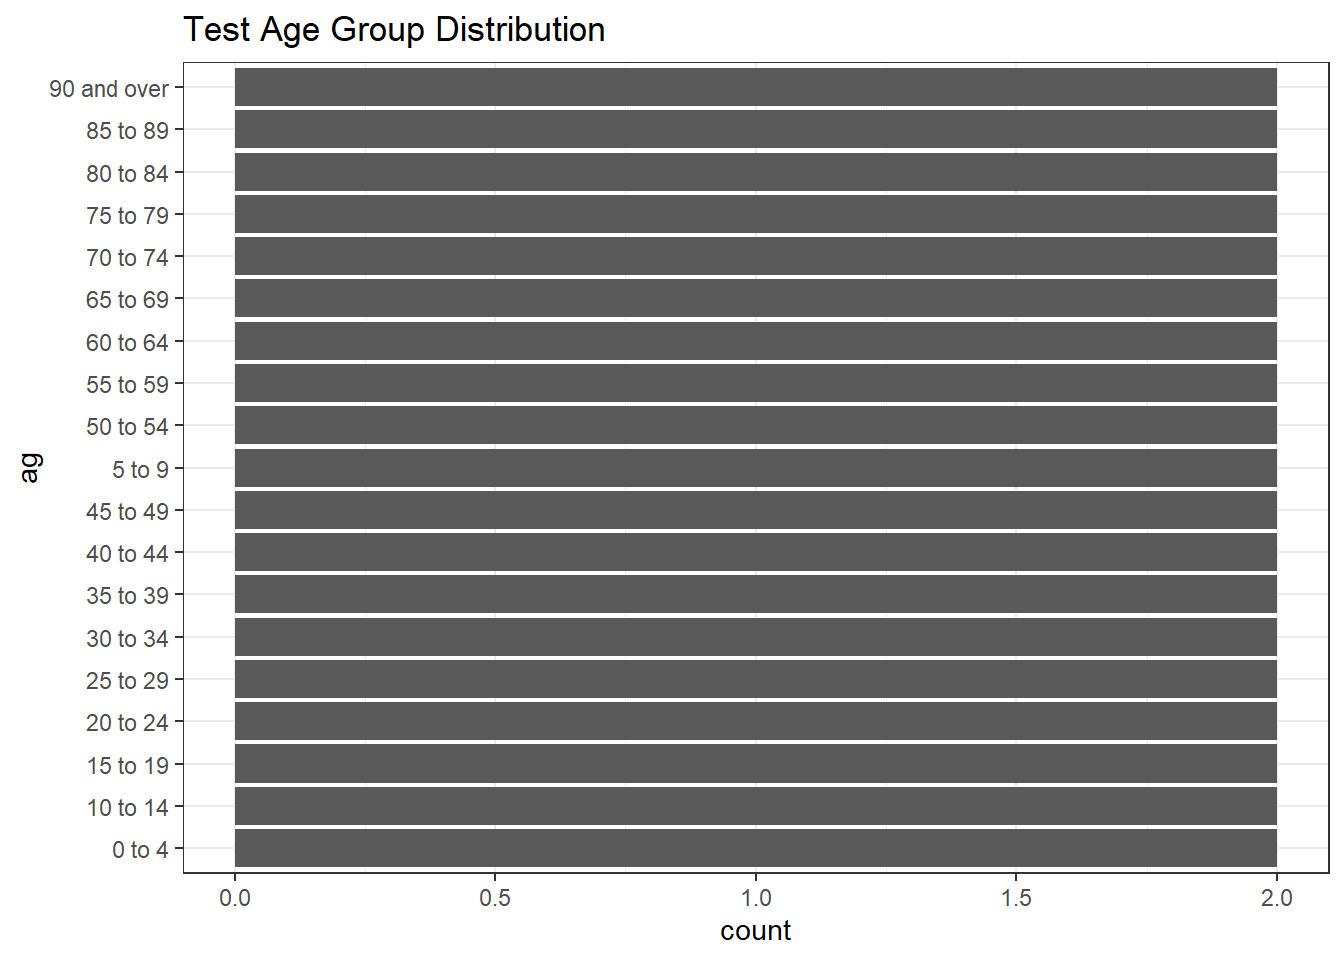 Test Age Group Distribution
90 and over
85 to 89
80 to 84
75 to 79
70 to 74
65 to 69
60 to 64
55 to 59
50 to 54
5 to 9
45 to 49
40 to 44
35 to 39
30 to 34
25 to 29
20 to 24
15 to 19
10 to 14
0 to 4
ag
0.0 0.5 1.0 1.5 2.0
count